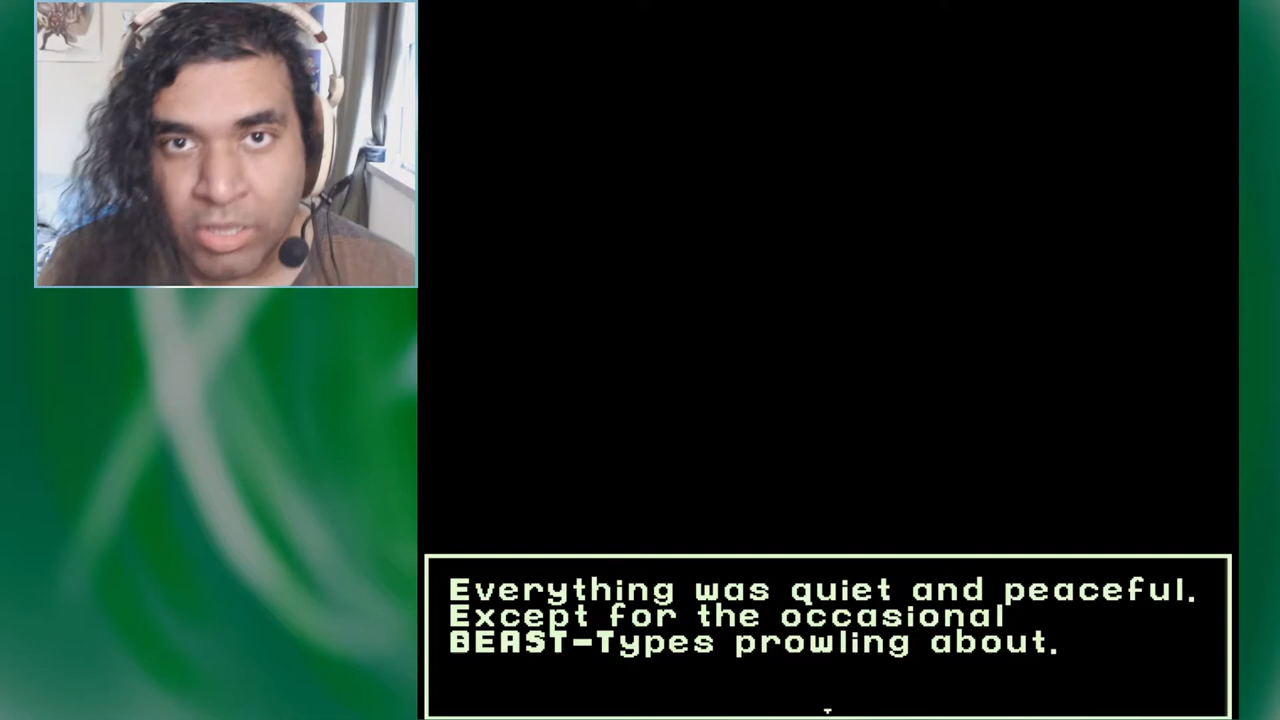 Everything was quiet and peaceful.
Except for the occasional
BEAST-Types prowling about.